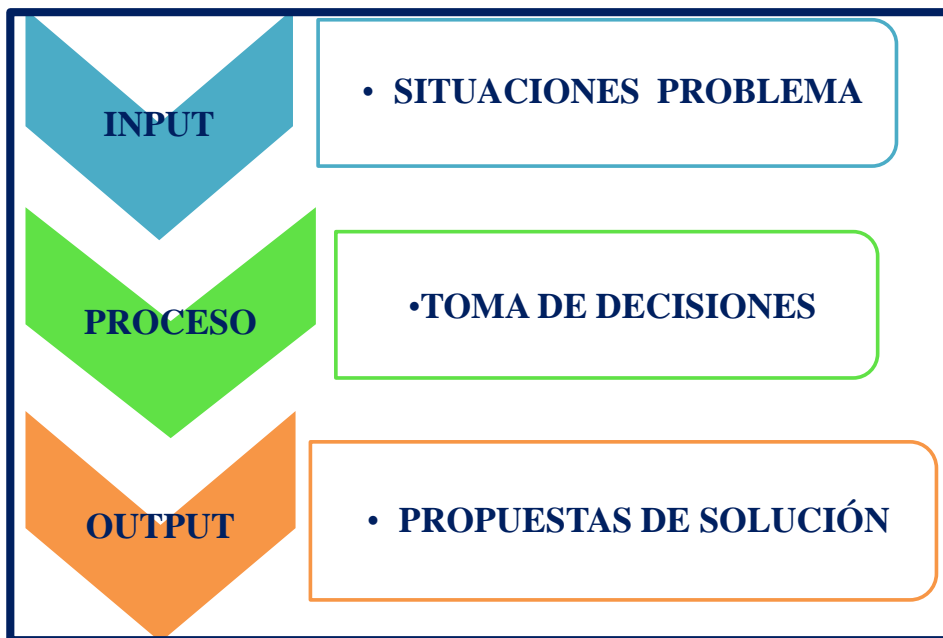 INPUT
• SITUACIONES PROBLEMA
PROCESO
•TOMA DE DECISIONES
OUTPUT
• PROPUESTAS DE SOLUCIÓN